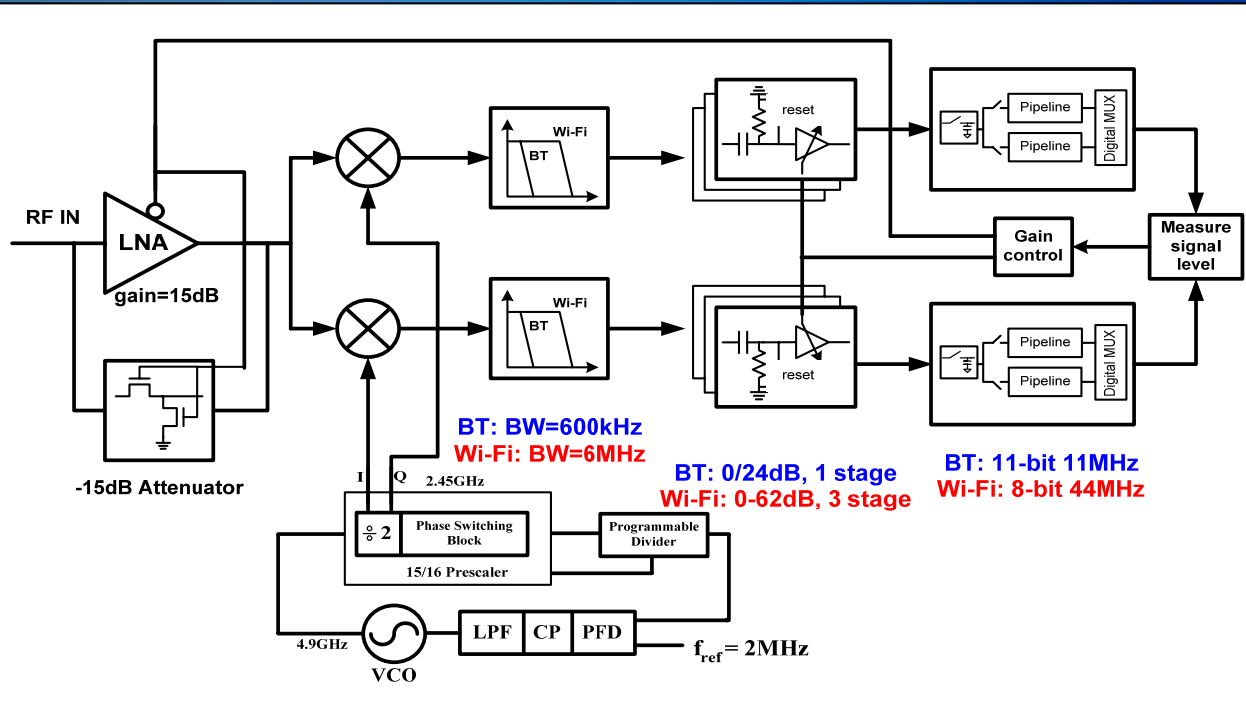 RF IN
LNA
gain=15dB
-15dB Attenuator
Wi-Fi
BT
Wi-Fi
BT
BT: BW=600kHz
Wi-Fi: BW=6MHz
reset
reset
BT: 0/24dB, 1 stage
Wi-Fi: 0-62dB, 3 stage
Pipeline
Pipeline
Digital MUX
Gain
control
Measure
signal
level
Pipeline
Pipeline
Digital MUX
BT: 11-bit 11MHz
Wi-Fi: 8-bit 44MHz
I
Q
2.45GHz
÷ 2
Phase Switching
Block
15/16 Prescaler
Programmable
Divider
4.9GHz
VCO
LPF
CP
PFD
fref = 2MHz